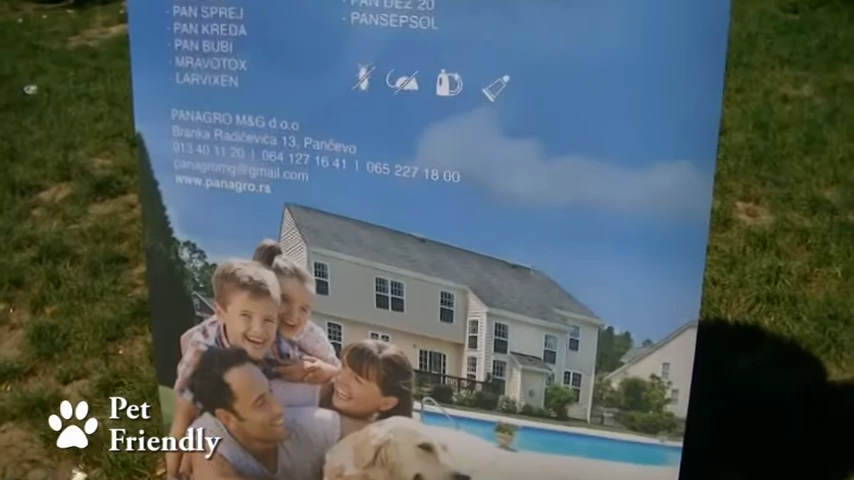 - PAN SPREJ
- PAN KREDA
- PAN BUBI
- MRAVOTOX
- LARVIXEN
- PAN DEZ 20
- PANSEPSOL
PANAGRO M&G d.o.o
Branka Radičevića 13, Pančevo
013 40 11 20 | 064 127 16 41 | 065 227 18 00
panagromg@gmail.com
www.panagro.rs
Pet
Friendly